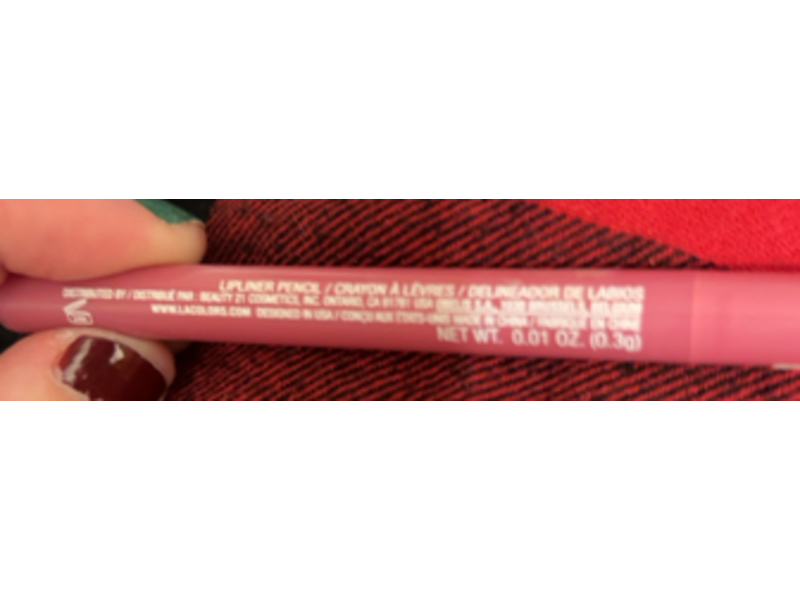 LIPLINER PENCIL / CRAYON À LÈVRES / DELINEADOR DE LABIOS
DISTRIBUTED BY / DISTRIBUÉ PAR : BEAUTY 21 COSMETICS, INC. ONTARIO, CA 91761 USA
WWW.LACOLORS.COM DESIGNED IN USA / CONÇU AUX ÉTATS-UNIS MADE IN CHINA / FABRIQUÉ EN CHINE
NET WT. 0.01 OZ. (0.3g)